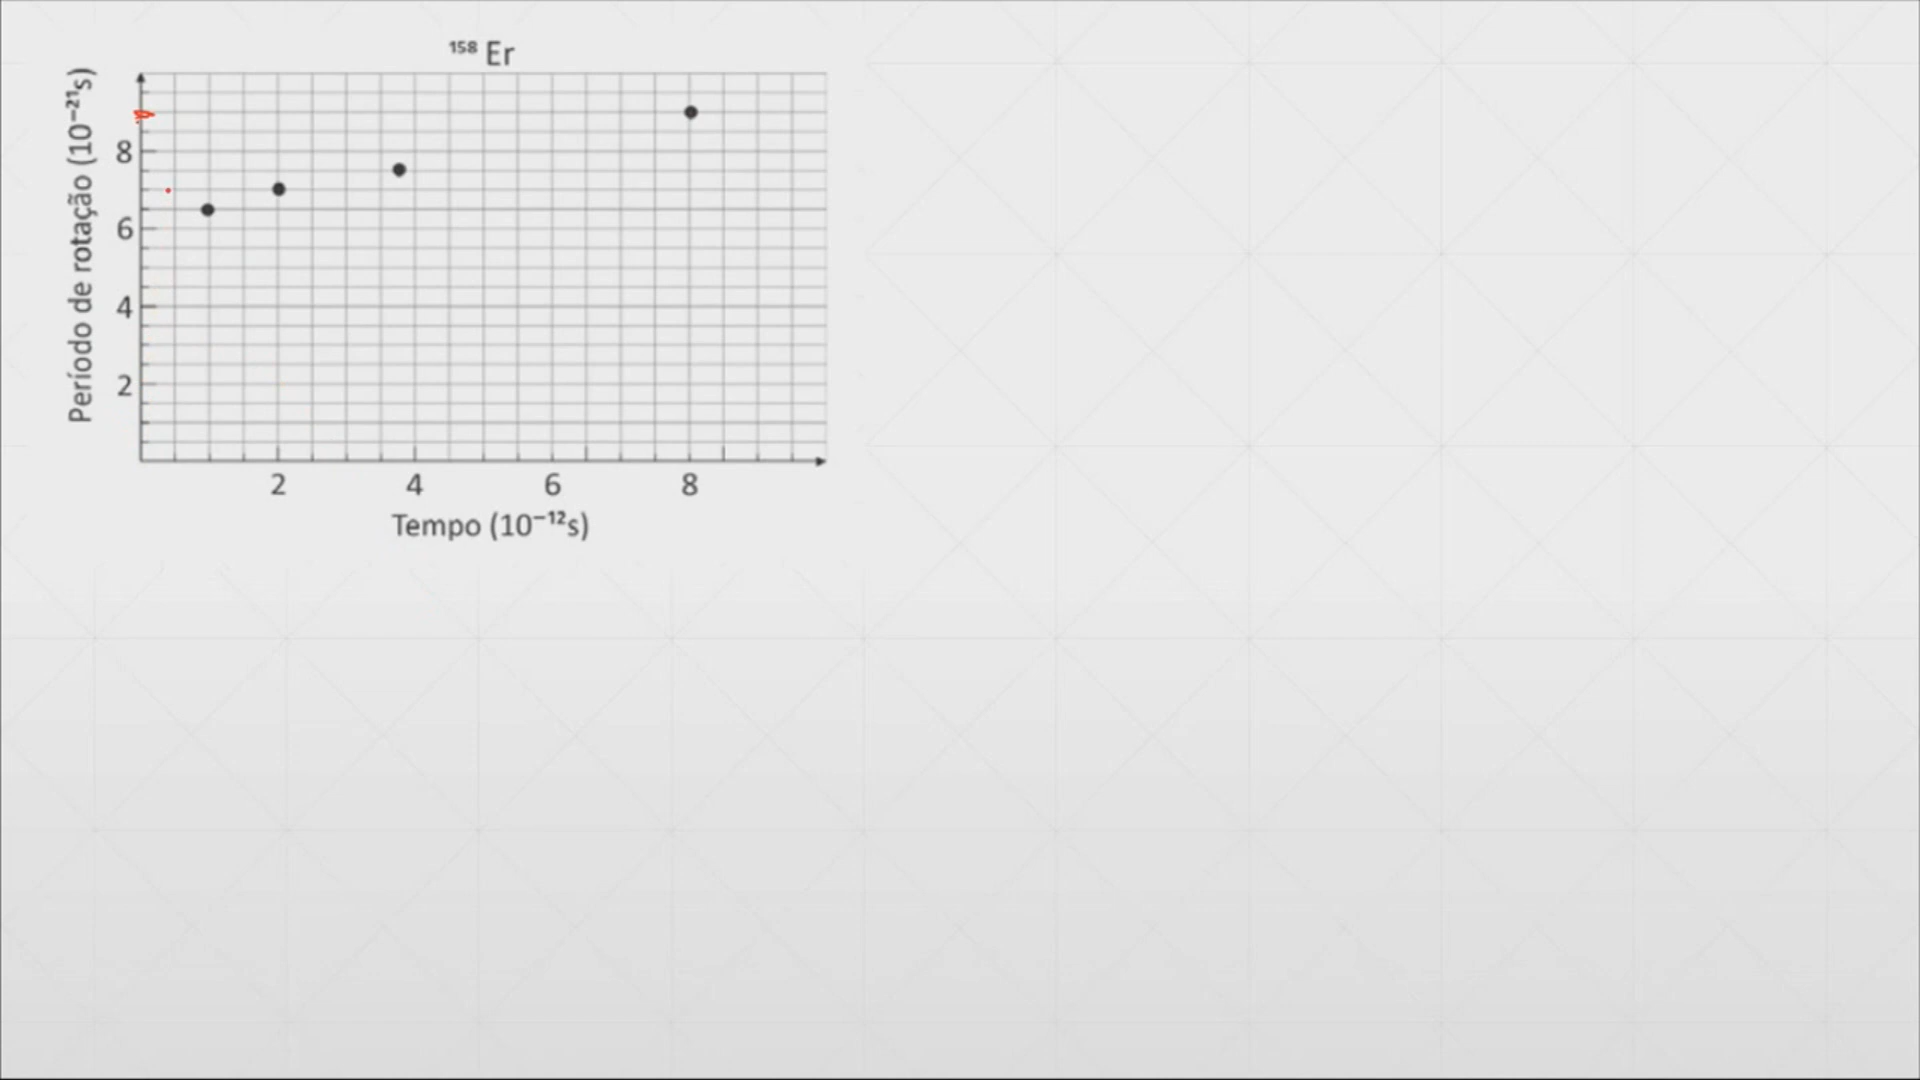 ¹⁵⁸ Er
Período de rotação (10⁻²¹s)
8
6
4
2
2 4 6 8
Tempo (10⁻¹²s)